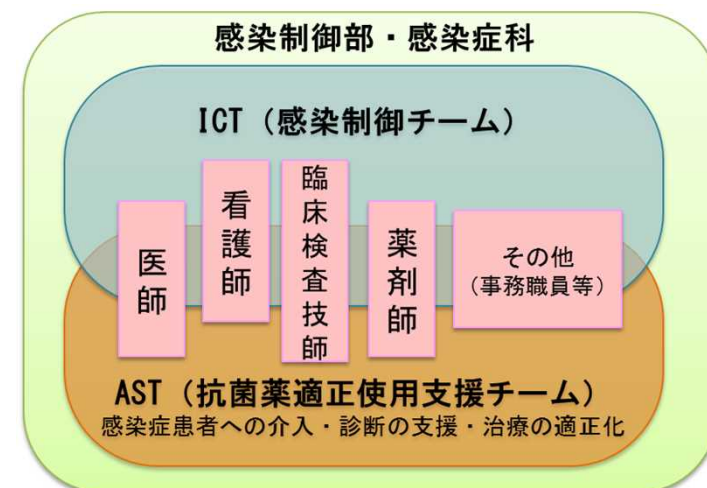 感染制御部・感染症科
ICT（感染制御チーム）
医師
看護師
臨床検査技師
薬剤師
その他
（事務職員等）
AST（抗菌薬適正使用支援チーム）
感染症患者への介入・診断の支援・治療の適正化